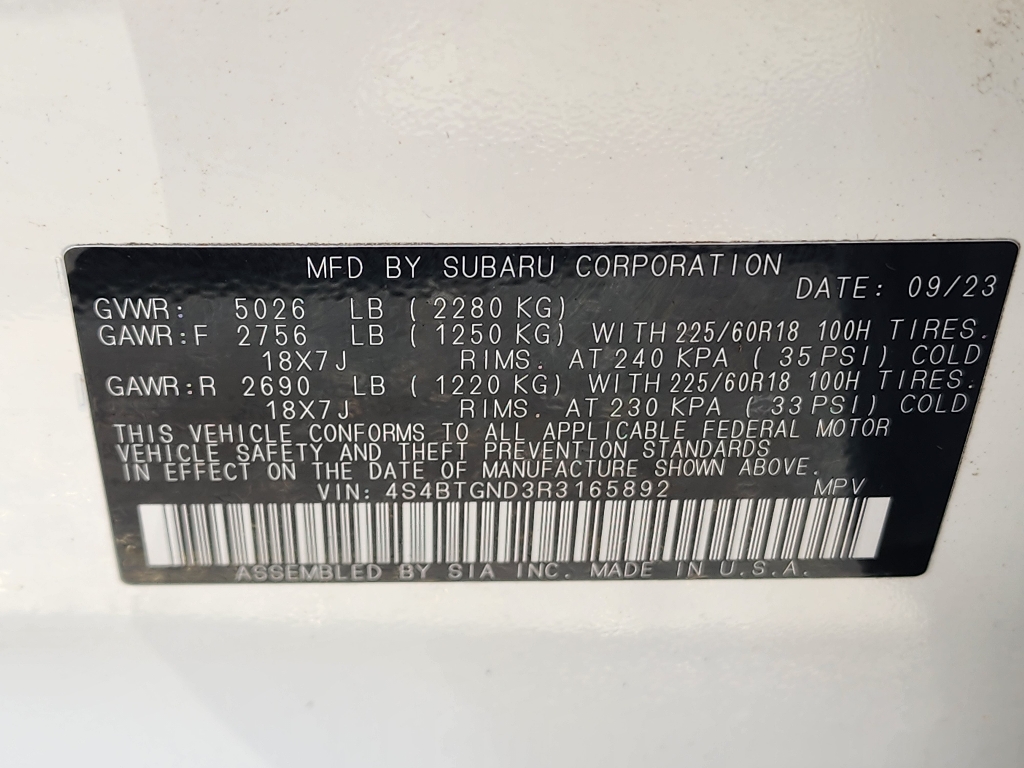 MFD BY SUBARU CORPORATION
DATE: 09/23
GVWR: 5026 LB ( 2280 KG)
GAWR:F 2756 LB ( 1250 KG) WITH 225/60R18 100H TIRES.
18X7J RIMS. AT 240 KPA ( 35 PSI) COLD
GAWR:R 2690 LB ( 1220 KG) WITH 225/60R18 100H TIRES.
18X7J RIMS. AT 230 KPA ( 33 PSI) COLD
THIS VEHICLE CONFORMS TO ALL APPLICABLE FEDERAL MOTOR
VEHICLE SAFETY AND THEFT PREVENTION STANDARDS
IN EFFECT ON THE DATE OF MANUFACTURE SHOWN ABOVE.
VIN: 4S4BTGND3R3165892 MPV
ASSEMBLED BY SIA INC. MADE IN U.S.A.